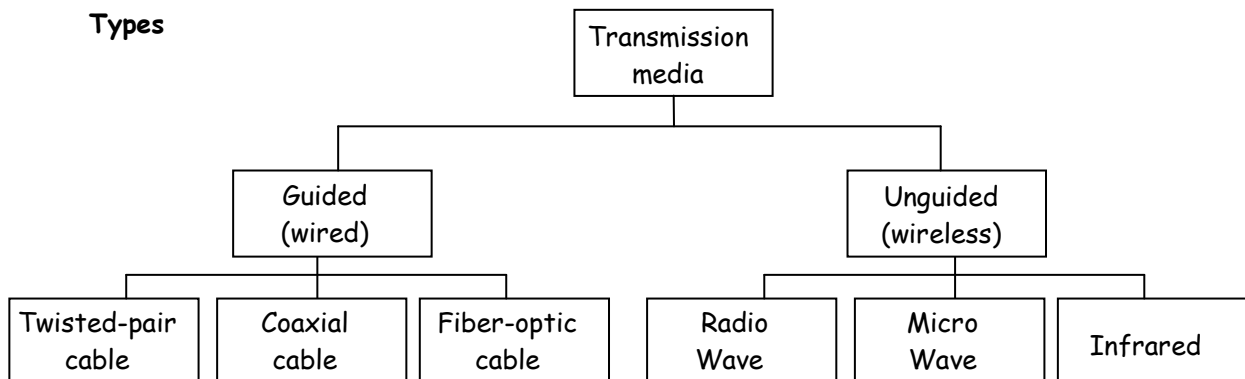 Types
Transmission
media
Guided
(wired)
Unguided
(wireless)
Twisted-pair
cable
Coaxial
cable
Fiber-optic
cable
Radio
Wave
Micro
Wave
Infrared